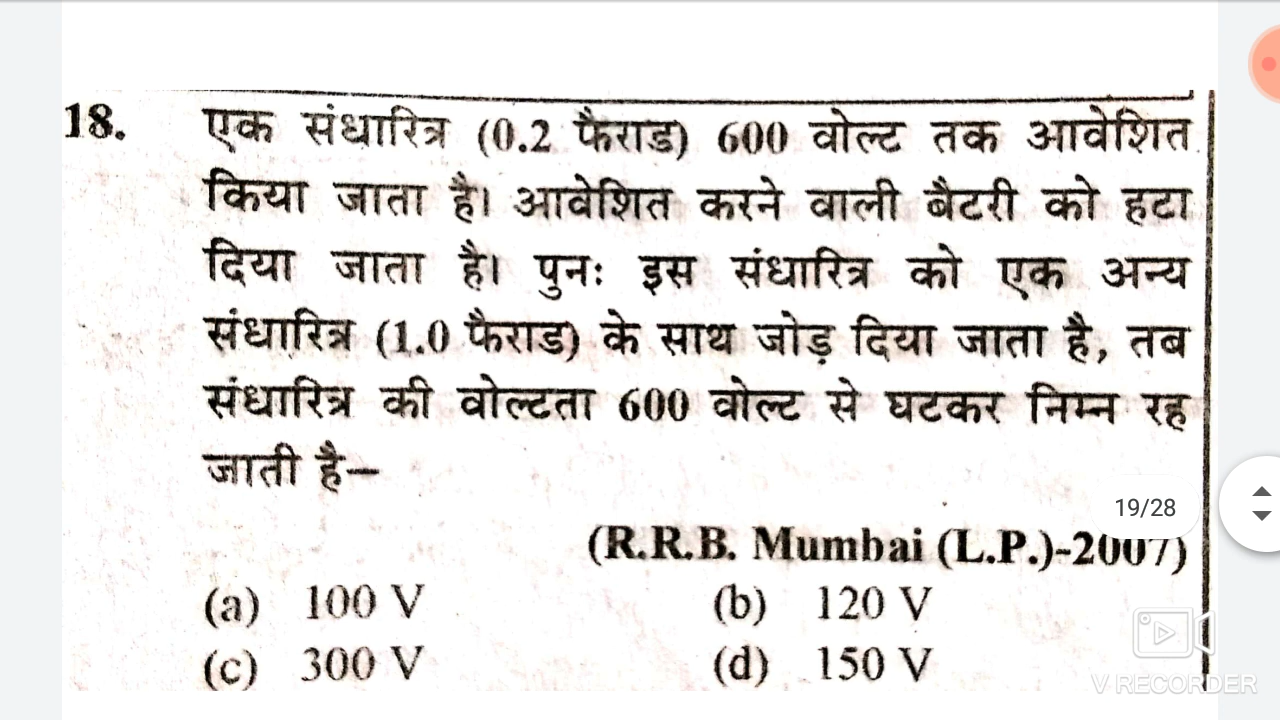 18. एक संधारित्र (0.2 फैराड) 600 वोल्ट तक आवेशित
किया जाता है। आवेशित करने वाली बैटरी को हटा
दिया जाता है। पुनः इस संधारित्र को एक अन्य
संधारित्र (1.0 फैराड) के साथ जोड़ दिया जाता है, तब
संधारित्र की वोल्टता 600 वोल्ट से घटकर निम्न रह
जाती है–
19/28
(R.R.B. Mumbai (L.P.)-2007)
(a) 100 V (b) 120 V
(c) 300 V (d) 150 V
V RECORDER